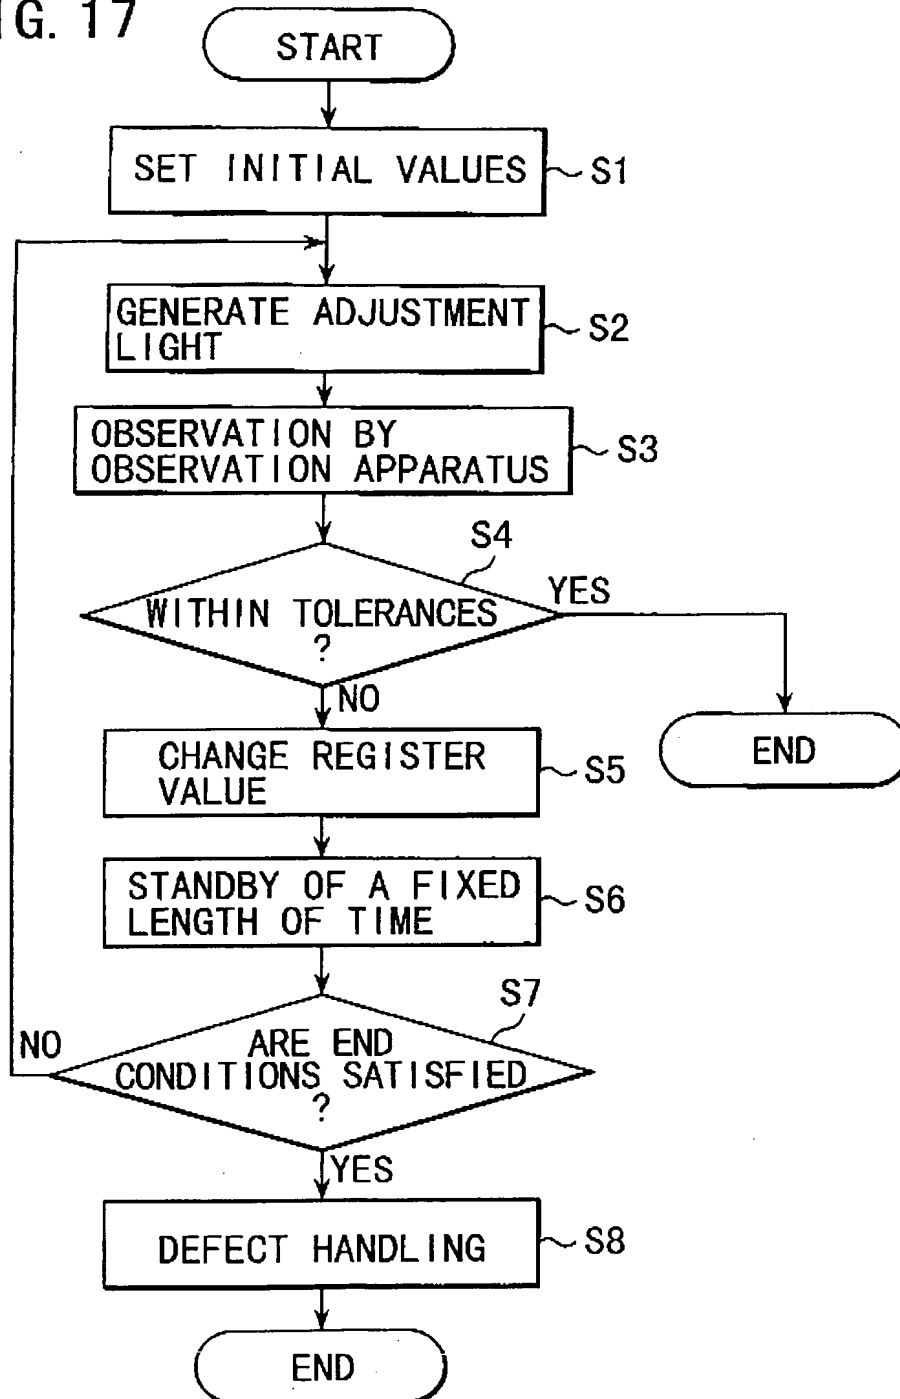 IG. 17
START
SET INITIAL VALUES
S1
GENERATE ADJUSTMENT
LIGHT
S2
OBSERVATION BY
OBSERVATION APPARATUS
S3
S4
WITHIN TOLERANCES
?
YES
NO
END
CHANGE REGISTER
VALUE
S5
STANDBY OF A FIXED
LENGTH OF TIME
S6
S7
ARE END
CONDITIONS SATISFIED
?
NO
YES
DEFECT HANDLING
S8
END